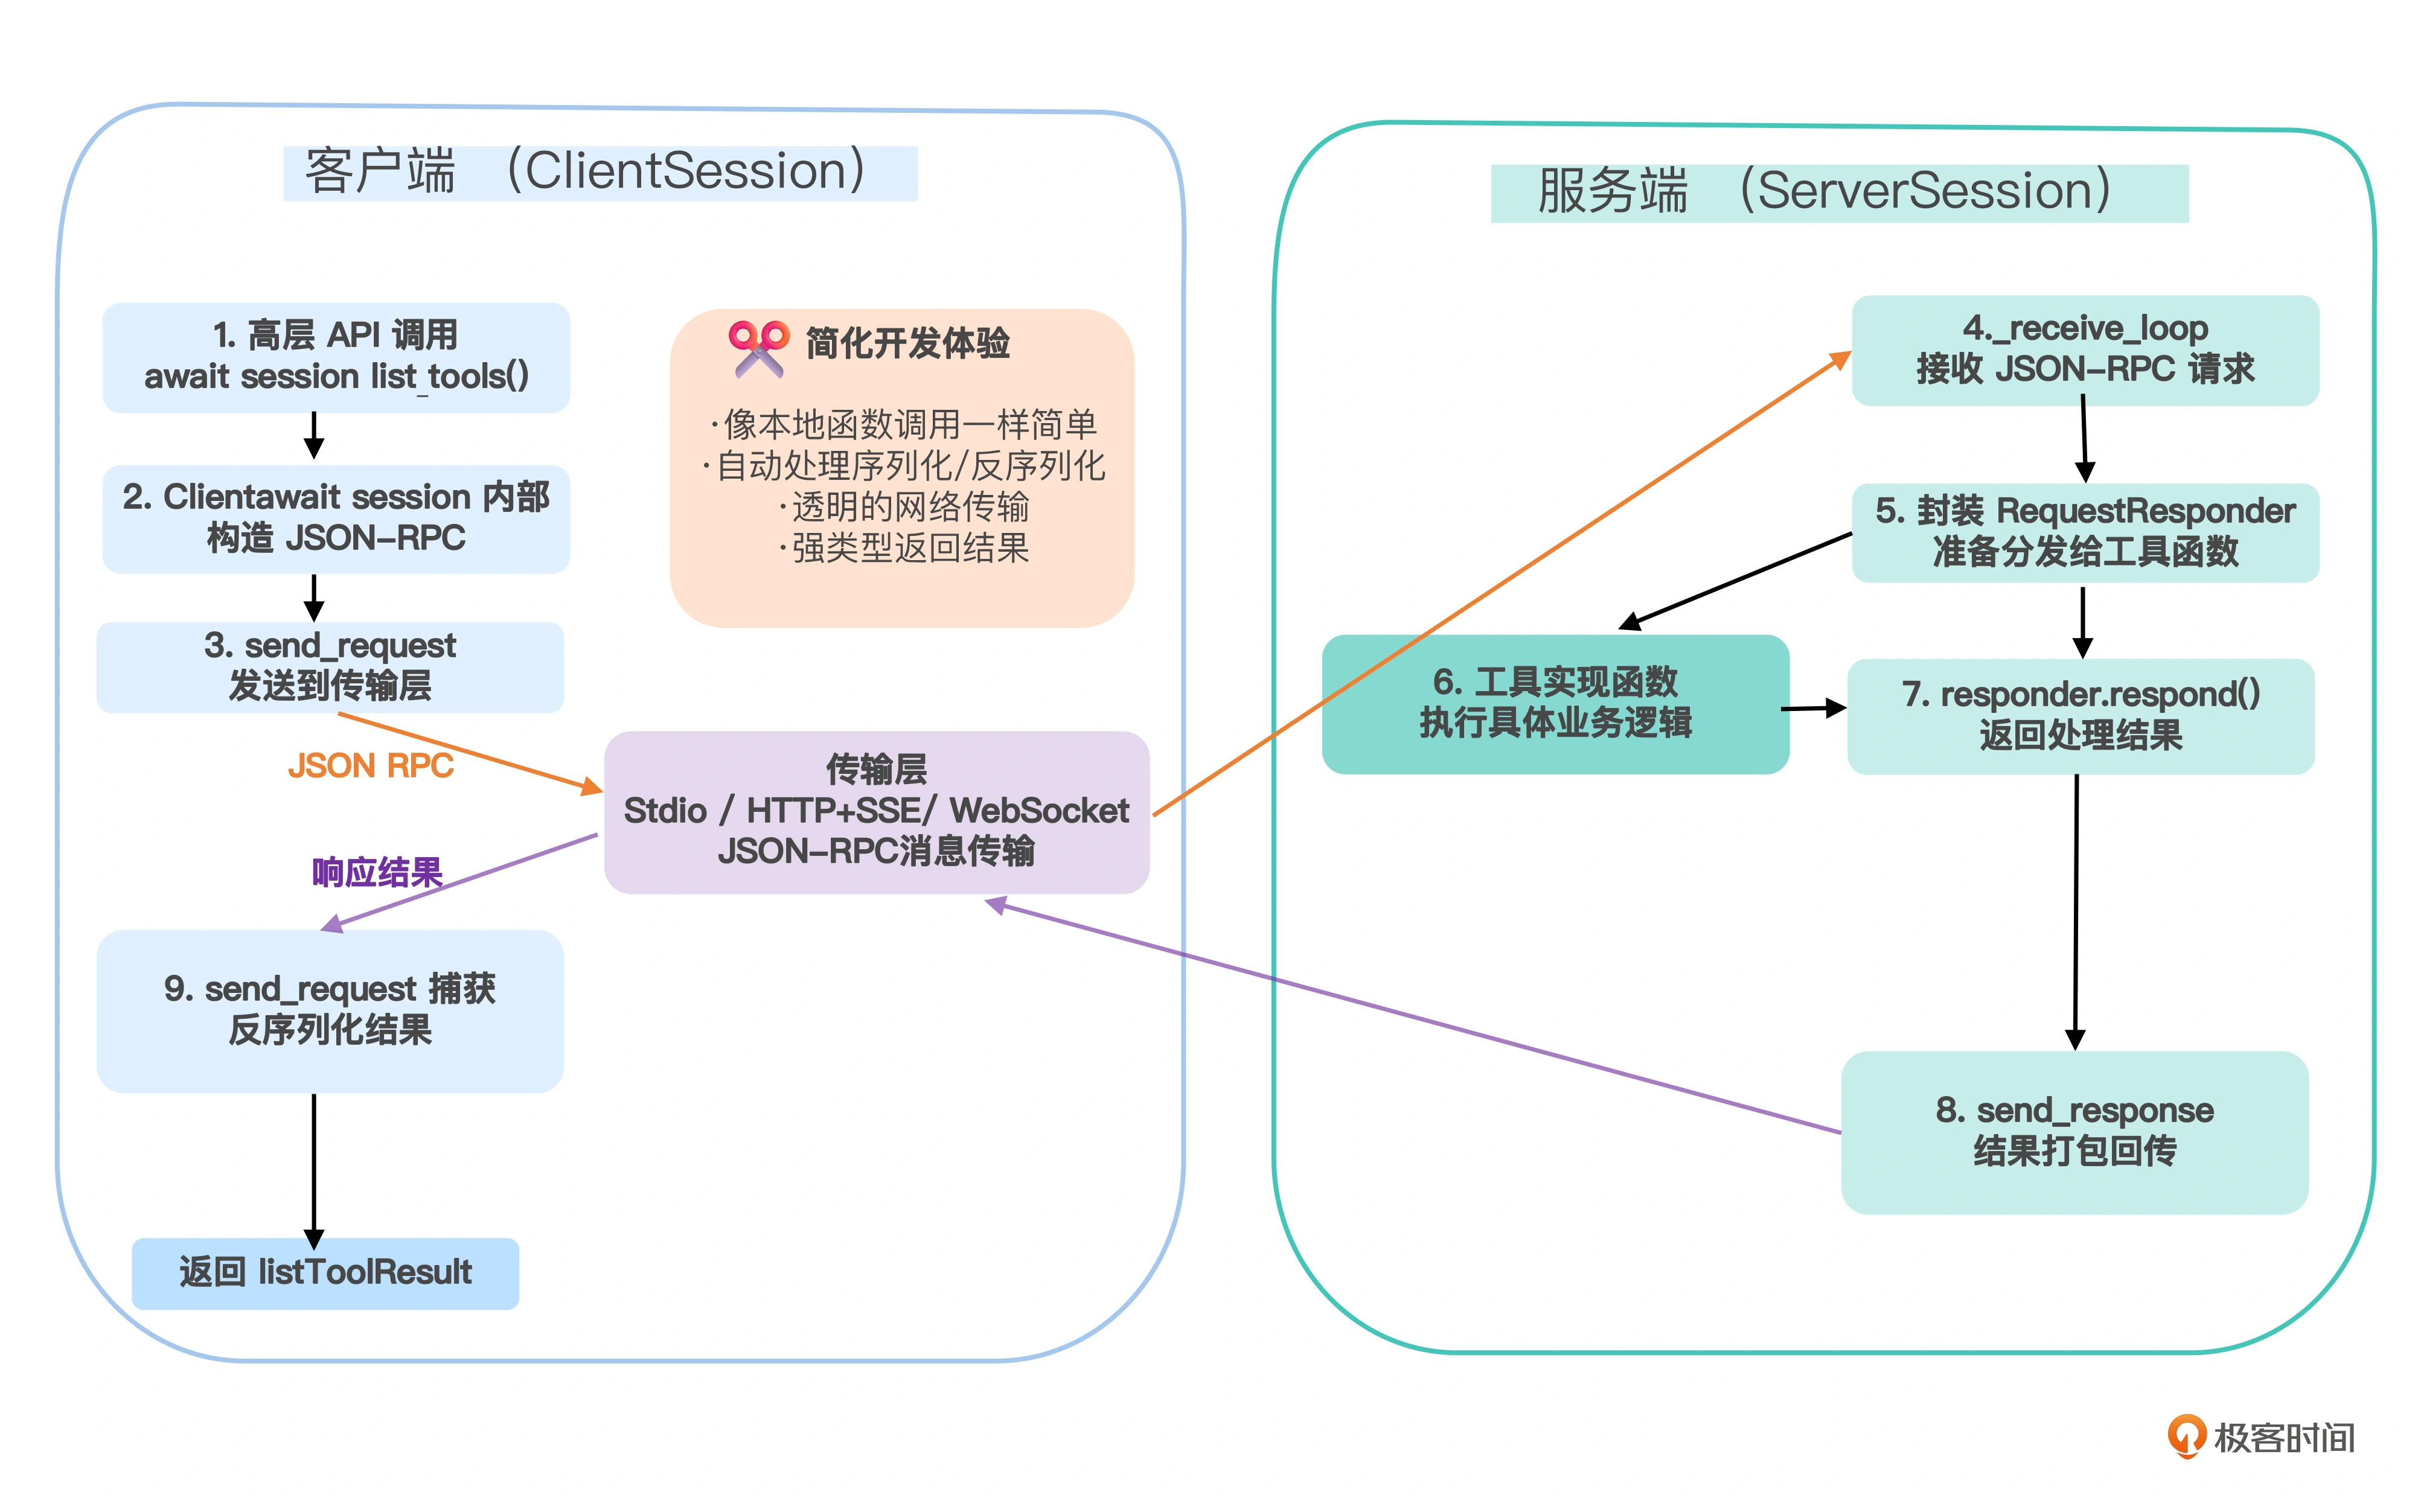 客户端 （ClientSession）
1. 高层 API 调用
await session list_tools()
2. Clientawait session 内部
构造 JSON-RPC
3. send_request
发送到传输层
JSON RPC
简化开发体验
·像本地函数调用一样简单
·自动处理序列化/反序列化
·透明的网络传输
·强类型返回结果
传输层
Stdio / HTTP+SSE/ WebSocket
JSON-RPC消息传输
响应结果
9. send_request 捕获
反序列化结果
返回 listToolResult
服务端 （ServerSession）
4._receive_loop
接收 JSON-RPC 请求
5. 封装 RequestResponder
准备分发给工具函数
6. 工具实现函数
执行具体业务逻辑
7. responder.respond()
返回处理结果
8. send_response
结果打包回传
极客时间